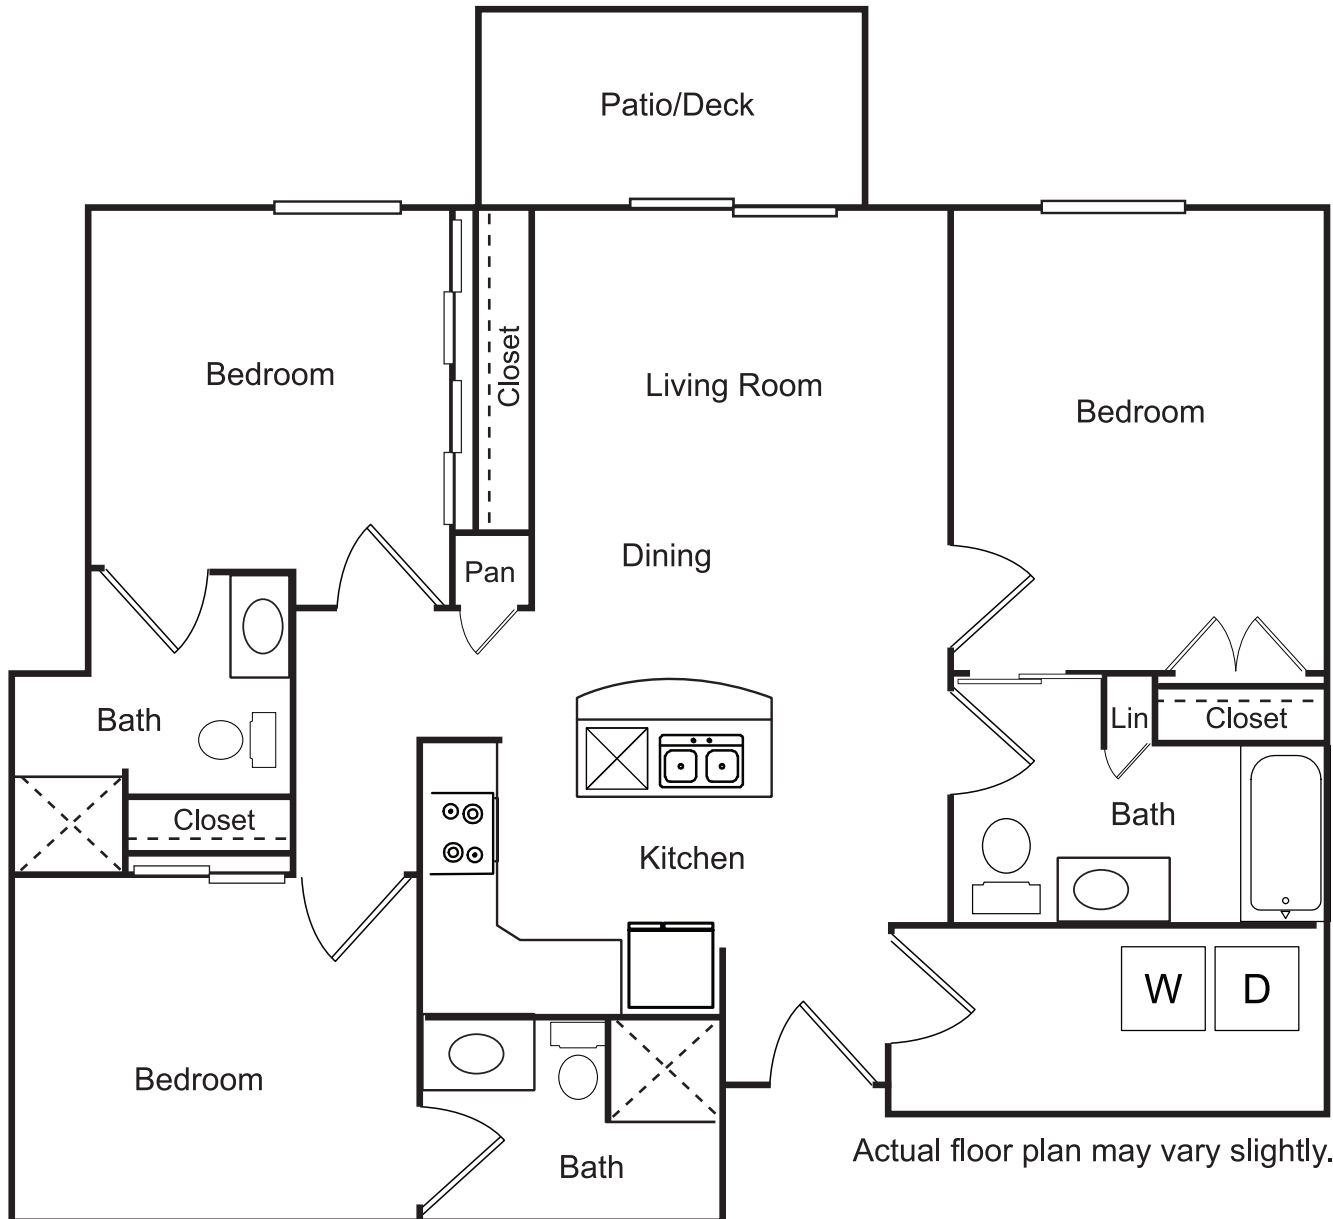 Patio/Deck
Bedroom
Closet
Living Room
Bedroom
Dining
Pan
Bath
Lin
Closet
Closet
Bath
Kitchen
W
D
Bedroom
Bath
Actual floor plan may vary slightly.